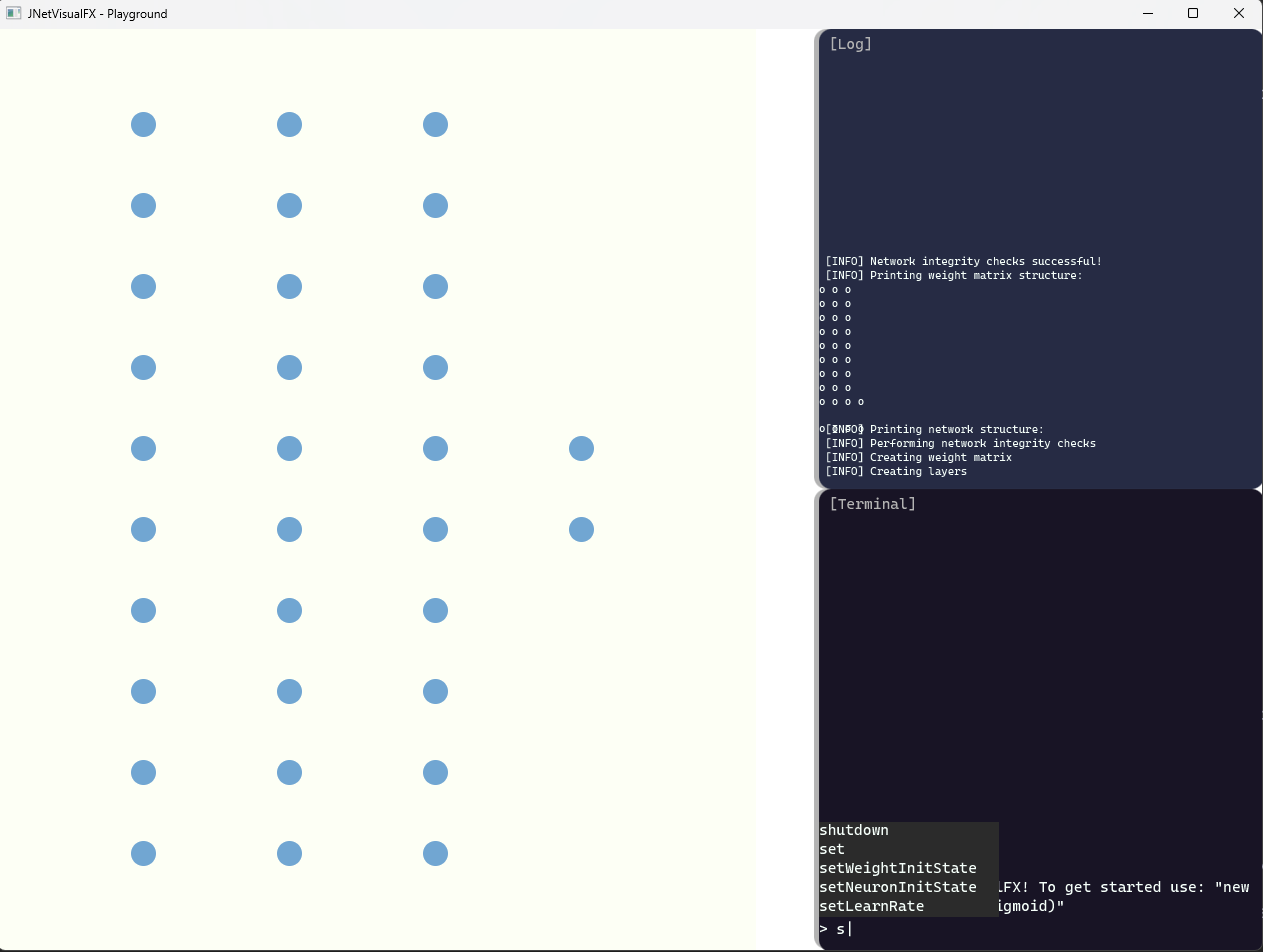 JNetVisualFX - Playground
[Log]
[INFO] Network integrity checks successful!
[INFO] Printing weight matrix structure:
o o o
o o o
o o o
o o o
o o o
o o o
o o o
o o o
o o o o
[INFO] Printing network structure:
[INFO] Performing network integrity checks
[INFO] Creating weight matrix
[INFO] Creating layers
[Terminal]
shutdown
set
setWeightInitState
setNeuronInitState
setLearnRate
FX! To get started use: "new
igmoid)"
> s